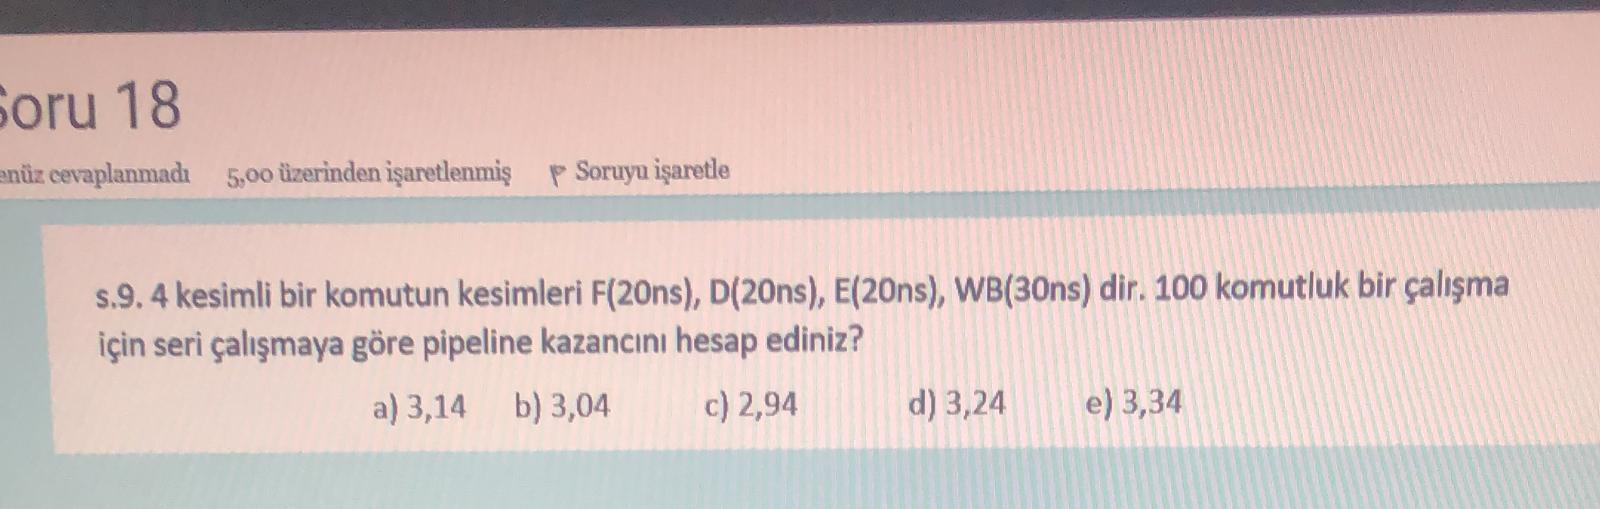 Soru 18
enüz cevaplanmadı 5,00 üzerinden işaretlenmiş Soruyu işaretle
s.9. 4 kesimli bir komutun kesimleri F(20ns), D(20ns), E(20ns), WB(30ns) dir. 100 komutluk bir çalışma
için seri çalışmaya göre pipeline kazancını hesap ediniz?
a) 3,14 b) 3,04 c) 2,94 d) 3,24 e) 3,34